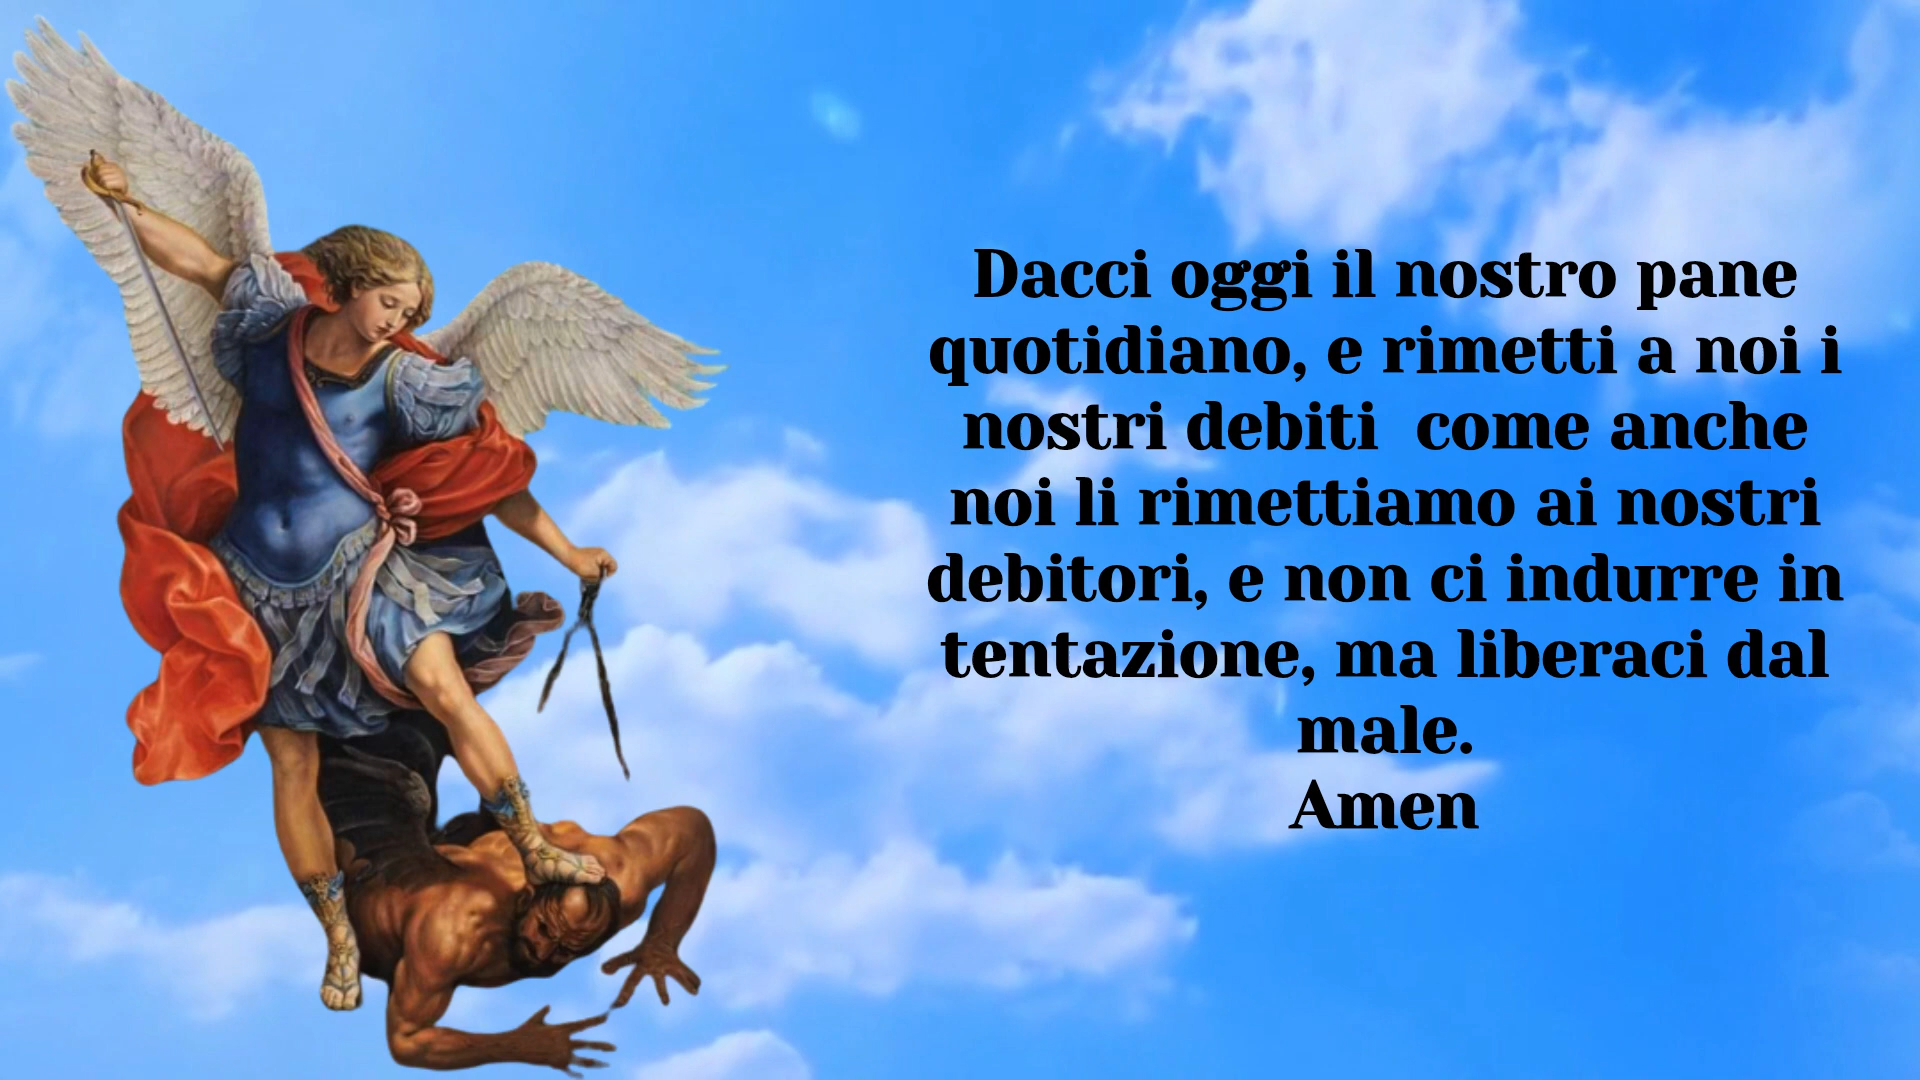 Dacci oggi il nostro pane
quotidiano, e rimetti a noi i
nostri debiti  come anche
noi li rimettiamo ai nostri
debitori, e non ci indurre in
tentazione, ma liberaci dal
male.
Amen